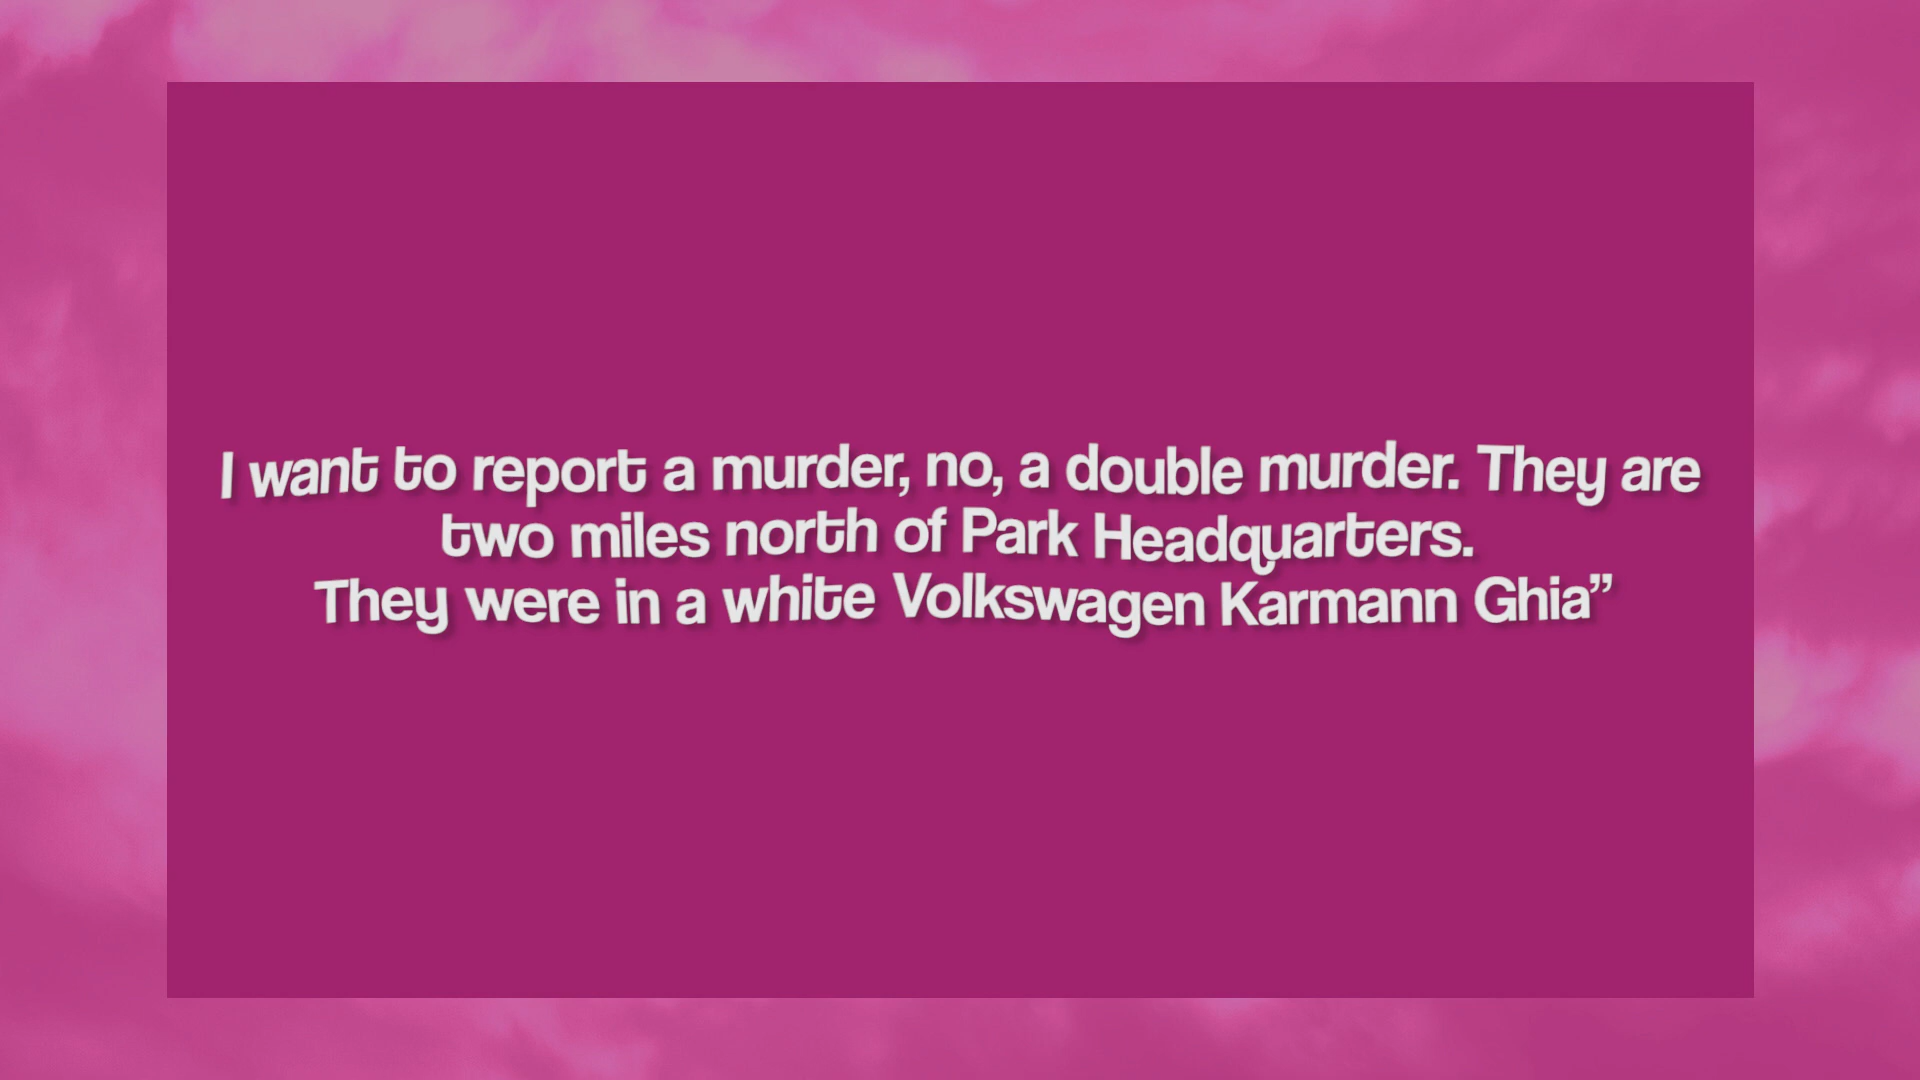 I want to report a murder, no, a double murder. They are
two miles north of Park Headquarters.
They were in a white Volkswagen Karmann Ghia”